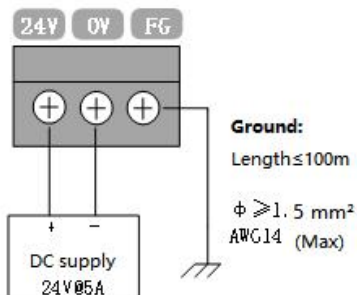 24V 0V FG
Ground:
Length≤100m
ф≥1.5 mm²
AWG14 (Max)
+ −
DC supply
24V@5A